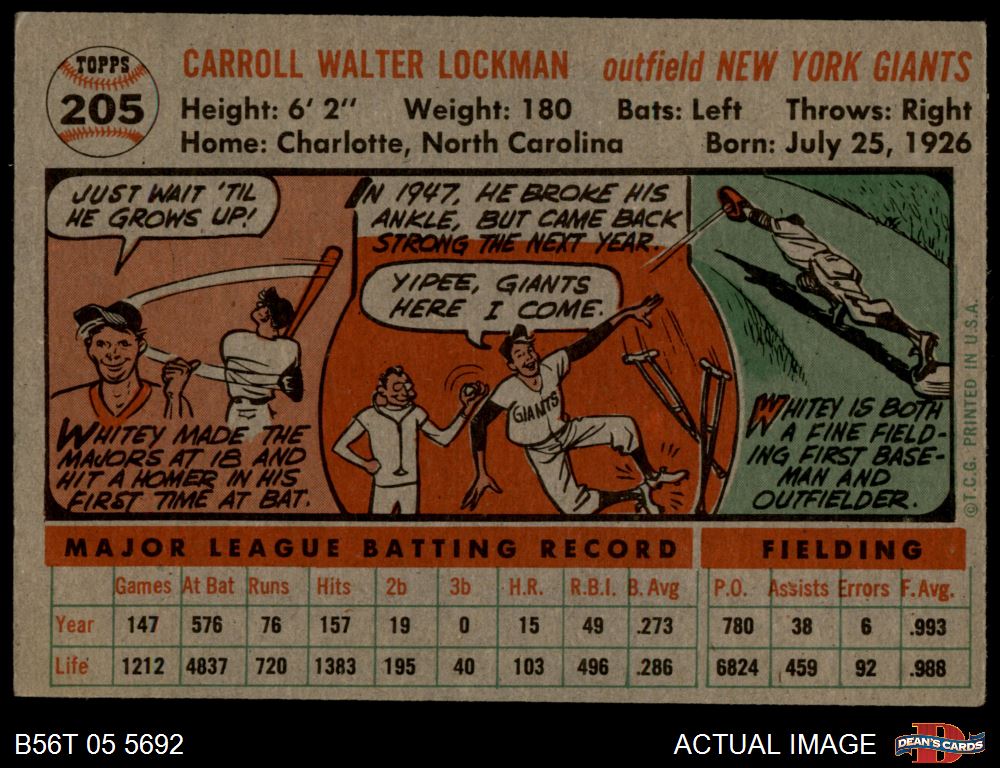 TOPPS
205
CARROLL WALTER LOCKMAN outfield NEW YORK GIANTS
Height: 6' 2" Weight: 180 Bats: Left Throws: Right
Home: Charlotte, North Carolina Born: July 25, 1926
JUST WAIT 'TIL
HE GROWS UP!
WHITEY MADE THE
MAJORS AT 18 AND
HIT A HOMER IN HIS
FIRST TIME AT BAT.
IN 1947, HE BROKE HIS
ANKLE, BUT CAME BACK
STRONG THE NEXT YEAR.
YIPEE, GIANTS
HERE I COME.
GIANTS
WHITEY IS BOTH
A FINE FIELD-
ING FIRST BASE-
MAN AND
OUTFIELDER.
©T.C.G. PRINTED IN U.S.A.
MAJOR LEAGUE BATTING RECORD FIELDING
Games At Bat Runs Hits 2b 3b H.R. R.B.I. B. Avg P.O. Assists Errors F. Avg.
Year 147 576 76 157 19 0 15 49 .273 780 38 6 .993
Life 1212 4837 720 1383 195 40 103 496 .286 6824 459 92 .988
B56T 05 5692 ACTUAL IMAGE
D
DEAN'S CARDS